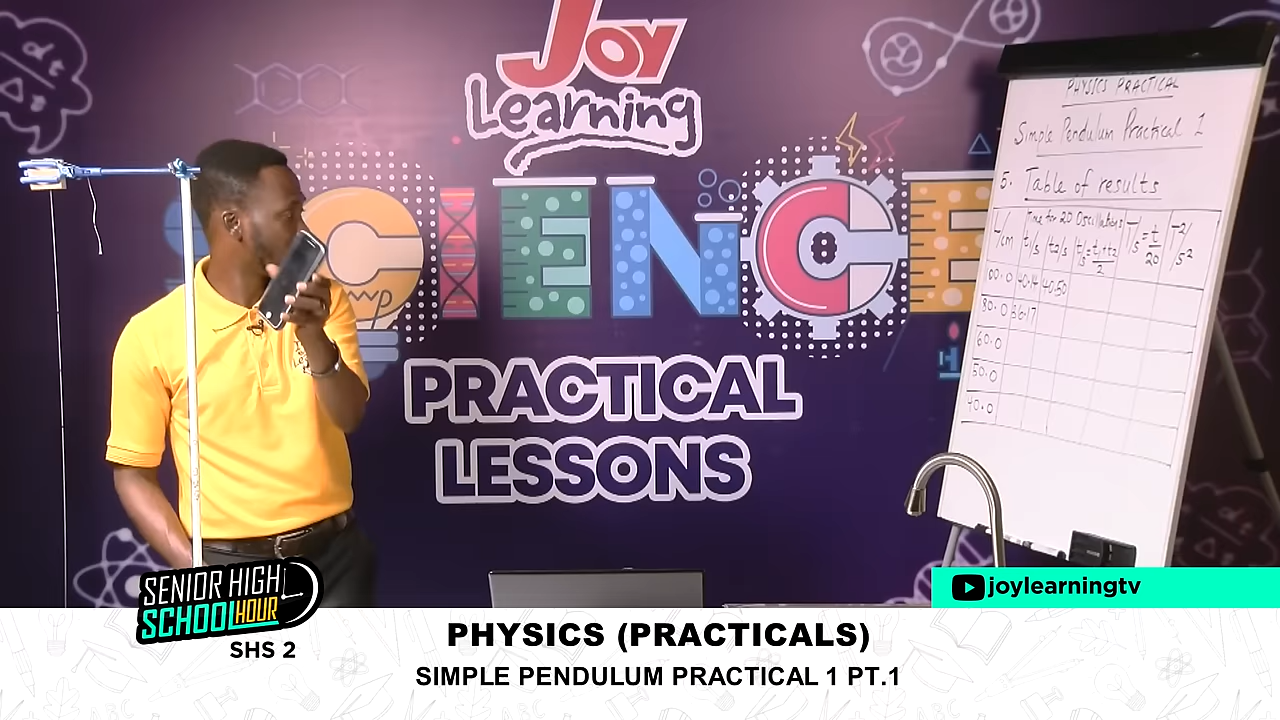 JOY
Learning
SCIENCE
PRACTICAL
LESSONS
PHYSICS PRACTICAL
Simple Pendulum Practical 1
5. Table of results
L/cm
Time for 20 Oscillations
t1/s
t2/s
t/s = t1+t2/2
T/s = t/20
T2/s2
100.0 40.14 40.50
80.0 36.17
60.0
50.0
40.0
joylearningtv
SENIOR HIGH
SCHOOL HOUR
SHS 2
PHYSICS (PRACTICALS)
SIMPLE PENDULUM PRACTICAL 1 PT.1